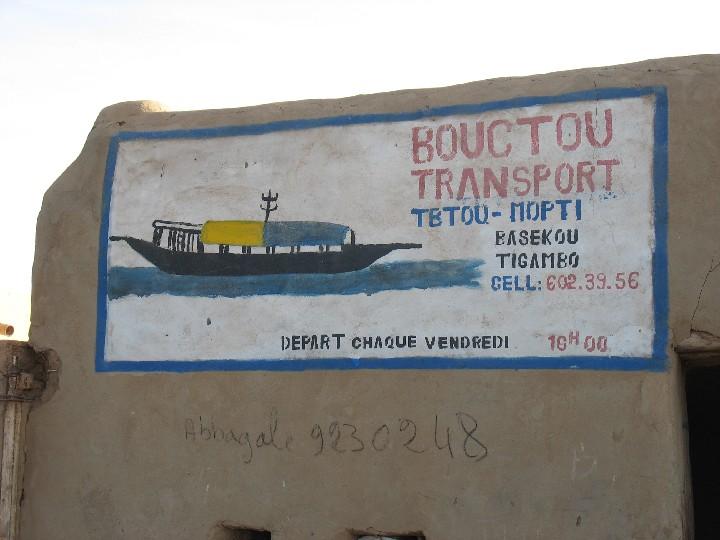 BOUCTOU
TRANSPORT
TBTOU-MOPTI
BASEKOU
TIGAMBO
CELL: 602.39.56
DEPART CHAQUE VENDREDI 16H00
Abbagale 9230248